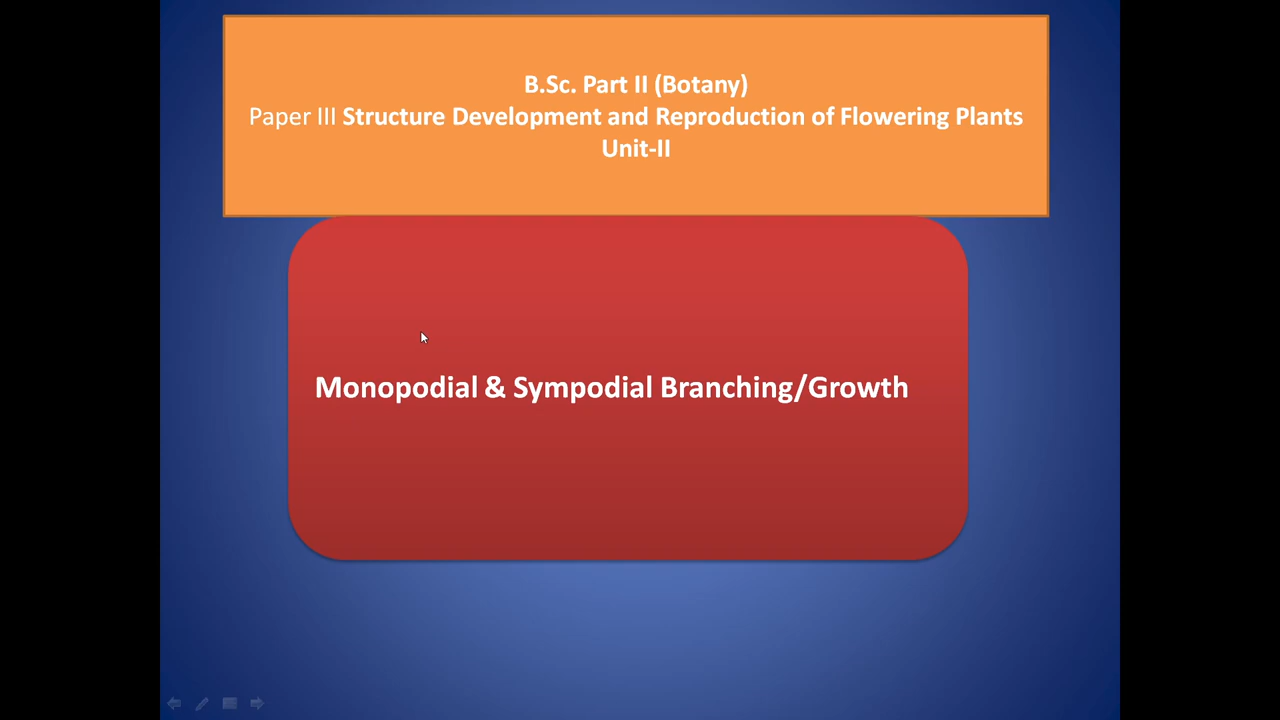 B.Sc. Part II (Botany)
Paper III Structure Development and Reproduction of Flowering Plants
Unit-II
Monopodial & Sympodial Branching/Growth